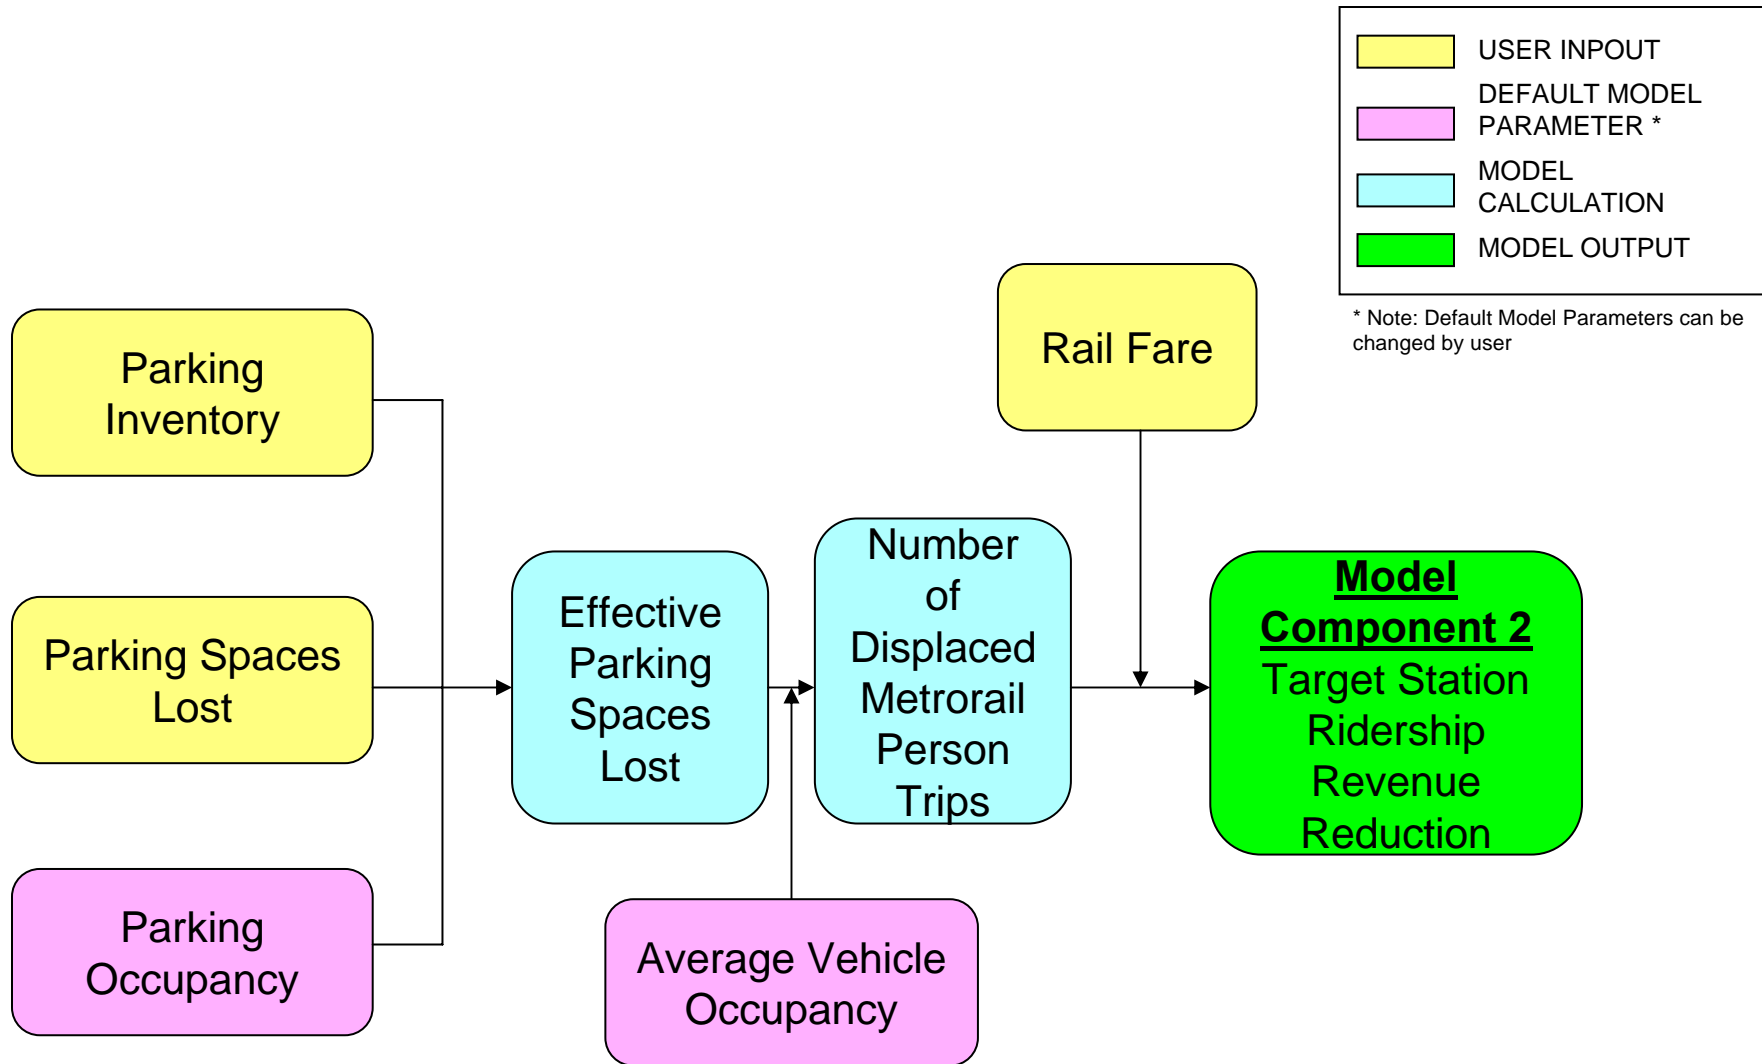 USER INPOUT
DEFAULT MODEL
PARAMETER *
MODEL
CALCULATION
MODEL OUTPUT
* Note: Default Model Parameters can be
changed by user
Rail Fare
Parking
Inventory
Parking Spaces
Lost
Parking
Occupancy
Effective
Parking
Spaces
Lost
Average Vehicle
Occupancy
Number
of
Displaced
Metrorail
Person
Trips
Model
Component 2
Target Station
Ridership
Revenue
Reduction